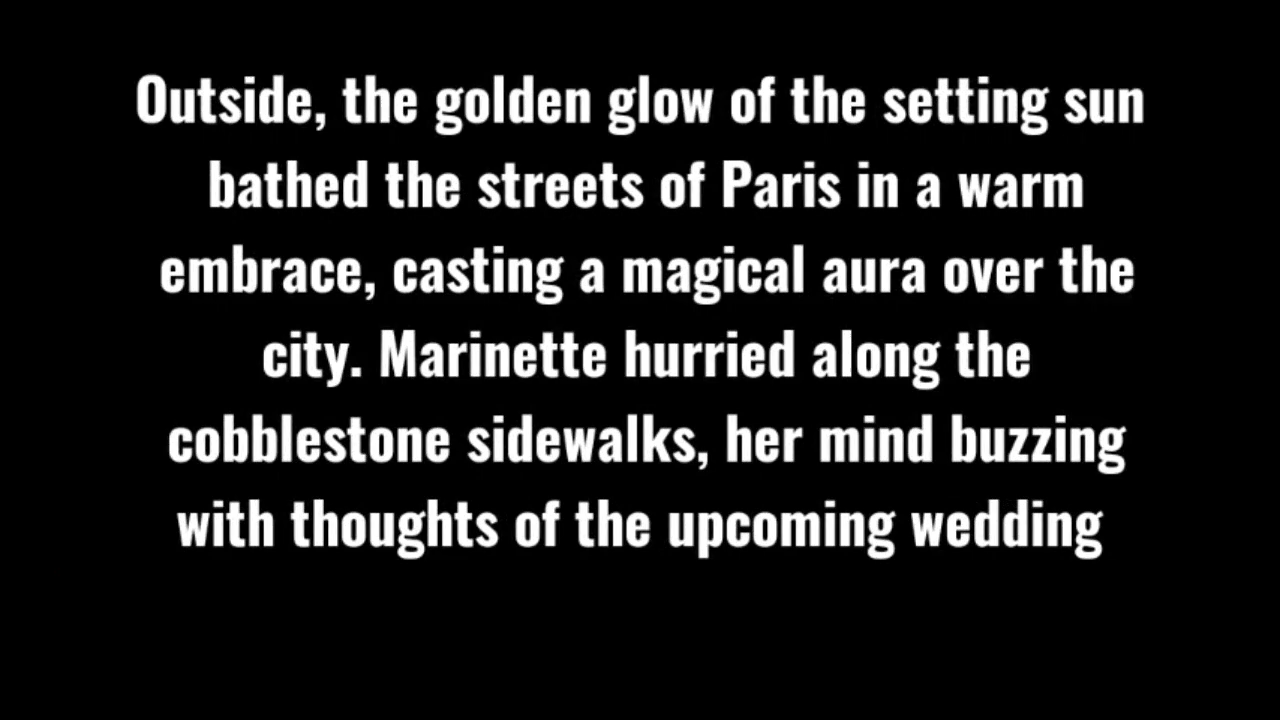 Outside, the golden glow of the setting sun
bathed the streets of Paris in a warm
embrace, casting a magical aura over the
city. Marinette hurried along the
cobblestone sidewalks, her mind buzzing
with thoughts of the upcoming wedding